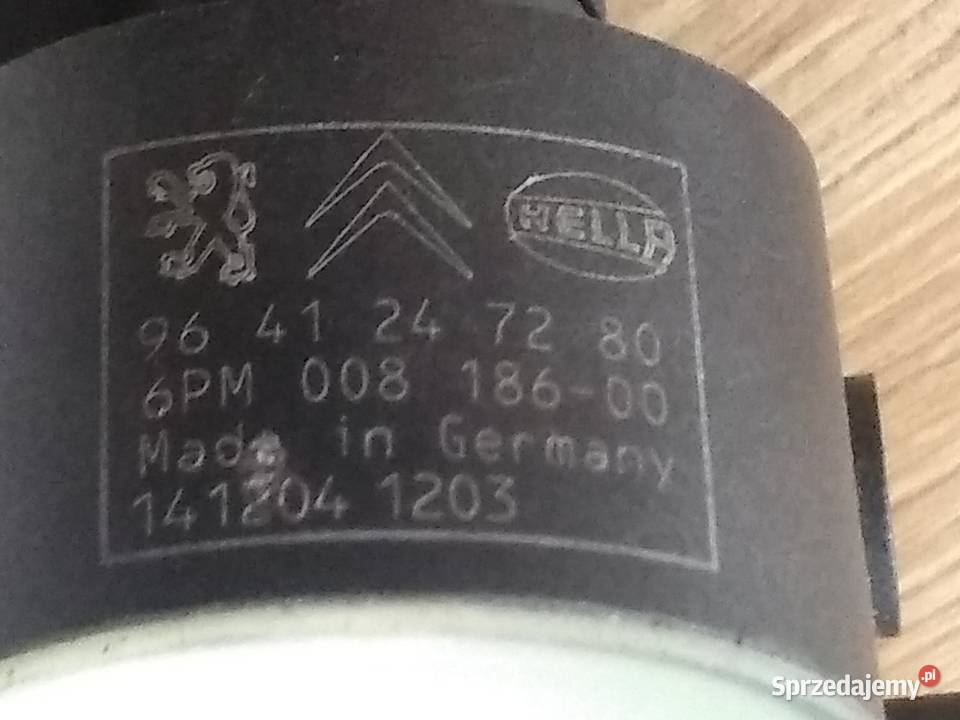 HELLA
96 41 24 72 80
6PM 008 186-00
Made in Germany
141204 1203
Sprzedajemy.pl